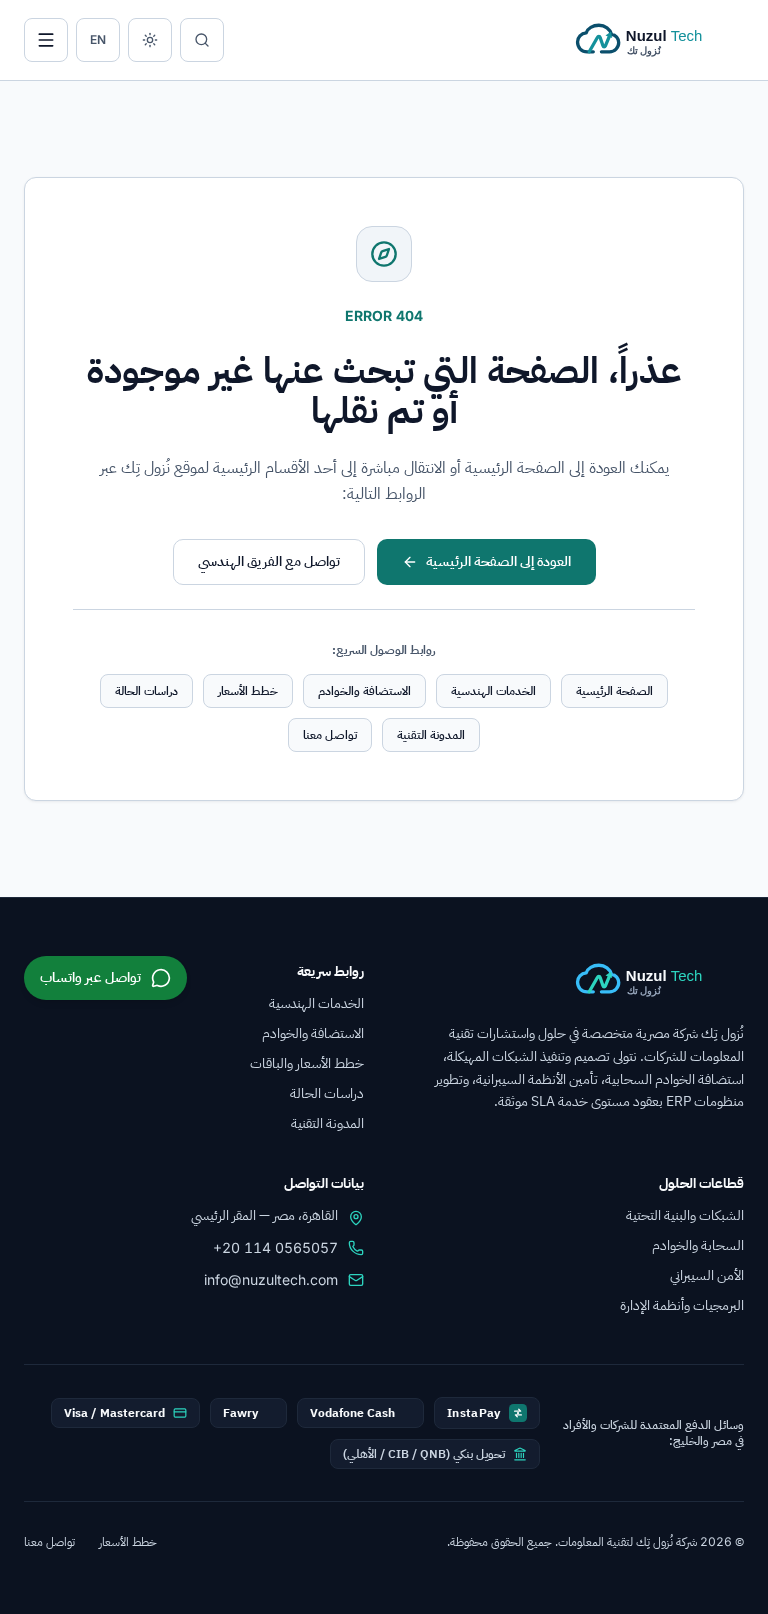 Nuzul Tech
نُزول تك
EN
ERROR 404
عذراً، الصفحة التي تبحث عنها غير موجودة
أو تم نقلها
يمكنك العودة إلى الصفحة الرئيسية أو الانتقال مباشرة إلى أحد الأقسام الرئيسية لموقع نُزول تِك عبر
الروابط التالية:
العودة إلى الصفحة الرئيسية
تواصل مع الفريق الهندسي
روابط الوصول السريع:
الصفحة الرئيسية
الخدمات الهندسية
الاستضافة والخوادم
خطط الأسعار
دراسات الحالة
المدونة التقنية
تواصل معنا
Nuzul Tech
نُزول تك
نُزول تِك شركة مصرية متخصصة في حلول واستشارات تقنية
المعلومات للشركات. نتولى تصميم وتنفيذ الشبكات المهيكلة،
استضافة الخوادم السحابية، تأمين الأنظمة السيبرانية، وتطوير
منظومات ERP بعقود مستوى خدمة SLA موثقة.
روابط سريعة
الخدمات الهندسية
الاستضافة والخوادم
خطط الأسعار والباقات
دراسات الحالة
المدونة التقنية
تواصل عبر واتساب
قطاعات الحلول
الشبكات والبنية التحتية
السحابة والخوادم
الأمن السيبراني
البرمجيات وأنظمة الإدارة
بيانات التواصل
القاهرة، مصر — المقر الرئيسي
+20 114 0565057
info@nuzultech.com
وسائل الدفع المعتمدة للشركات والأفراد
في مصر والخليج:
InstaPay
Vodafone Cash
Fawry
Visa / Mastercard
تحويل بنكي (CIB / QNB / الأهلي)
© 2026 شركة نُزول تِك لتقنية المعلومات. جميع الحقوق محفوظة.
خطط الأسعار
تواصل معنا